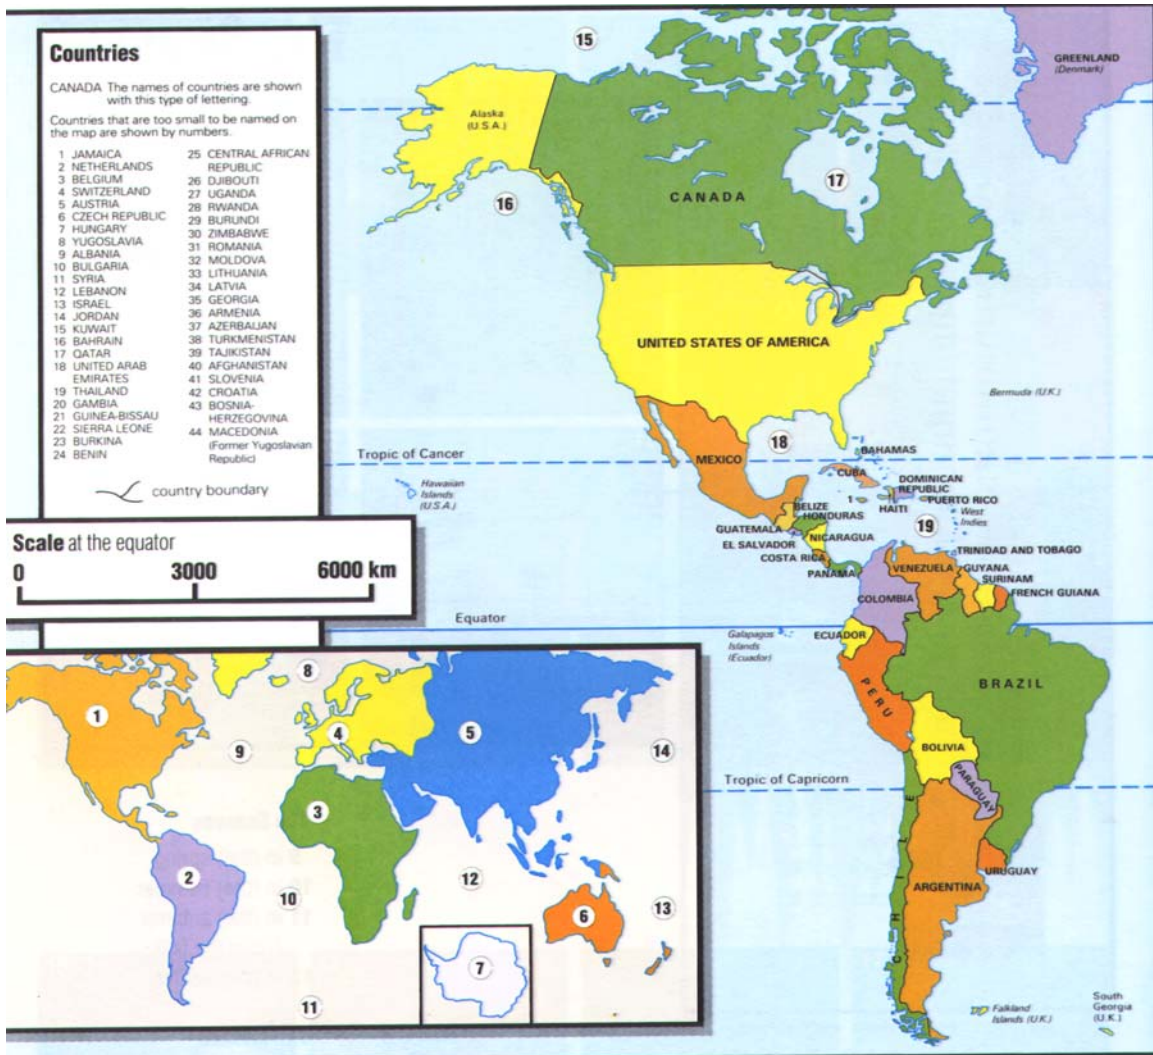 Countries
CANADA The names of countries are shown
with this type of lettering.
Countries that are too small to be named on
the map are shown by numbers.
1 JAMAICA
2 NETHERLANDS
3 BELGIUM
4 SWITZERLAND
5 AUSTRIA
6 CZECH REPUBLIC
7 HUNGARY
8 YUGOSLAVIA
9 ALBANIA
10 BULGARIA
11 SYRIA
12 LEBANON
13 ISRAEL
14 JORDAN
15 KUWAIT
16 BAHRAIN
17 QATAR
18 UNITED ARAB
EMIRATES
19 THAILAND
20 GAMBIA
21 GUINEA-BISSAU
22 SIERRA LEONE
23 BURKINA
24 BENIN
25 CENTRAL AFRICAN
REPUBLIC
26 DJIBOUTI
27 UGANDA
28 RWANDA
29 BURUNDI
30 ZIMBABWE
31 ROMANIA
32 MOLDOVA
33 LITHUANIA
34 LATVIA
35 GEORGIA
36 ARMENIA
37 AZERBAIJAN
38 TURKMENISTAN
39 TAJIKISTAN
40 AFGHANISTAN
41 SLOVENIA
42 CROATIA
43 BOSNIA-
HERZEGOVINA
44 MACEDONIA
(Former Yugoslavian
Republic)
country boundary
Scale at the equator
0 3000 6000 km
15
GREENLAND
(Denmark)
Alaska
(U.S.A.)
17
16
CANADA
UNITED STATES OF AMERICA
Bermuda (U.K.)
18
Tropic of Cancer
MEXICO
BAHAMAS
CUBA
Hawaiian
Islands
(U.S.A.)
DOMINICAN
REPUBLIC
1
HAITI
PUERTO RICO
West
Indies
BELIZE
HONDURAS
GUATEMALA
EL SALVADOR
NICARAGUA
19
COSTA RICA
TRINIDAD AND TOBAGO
PANAMA
VENEZUELA
GUYANA
SURINAM
FRENCH GUIANA
COLOMBIA
Equator
Galapagos
Islands
(Ecuador)
ECUADOR
PERU
BRAZIL
BOLIVIA
PARAGUAY
Tropic of Capricorn
CHILE
URUGUAY
ARGENTINA
Falkland
Islands (U.K.)
South
Georgia
(U.K.)
8
1
4
5
9
14
3
2
12
10
6
13
7
11